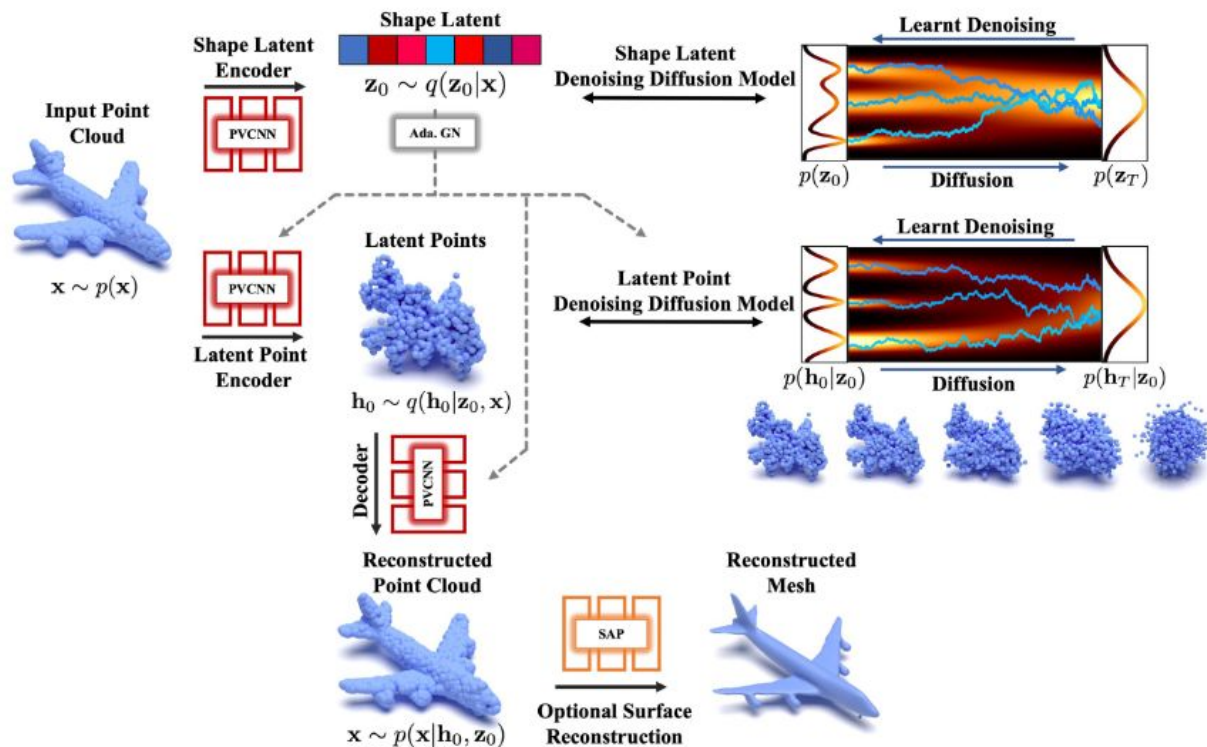 Shape Latent
Encoder
PVCNN
Shape Latent
z₀ ∼ q(z₀|x)
Ada. GN
Shape Latent
Denoising Diffusion Model
Learnt Denoising
p(z₀)
Diffusion
p(z_T)
Input Point
Cloud
x ∼ p(x)
PVCNN
Latent Point
Encoder
Latent Points
h₀ ∼ q(h₀|z₀, x)
Latent Point
Denoising Diffusion Model
Learnt Denoising
p(h₀|z₀)
Diffusion
p(h_T|z₀)
Decoder
PVCNN
Reconstructed
Point Cloud
x ∼ p(x|h₀, z₀)
SAP
Optional Surface
Reconstruction
Reconstructed
Mesh